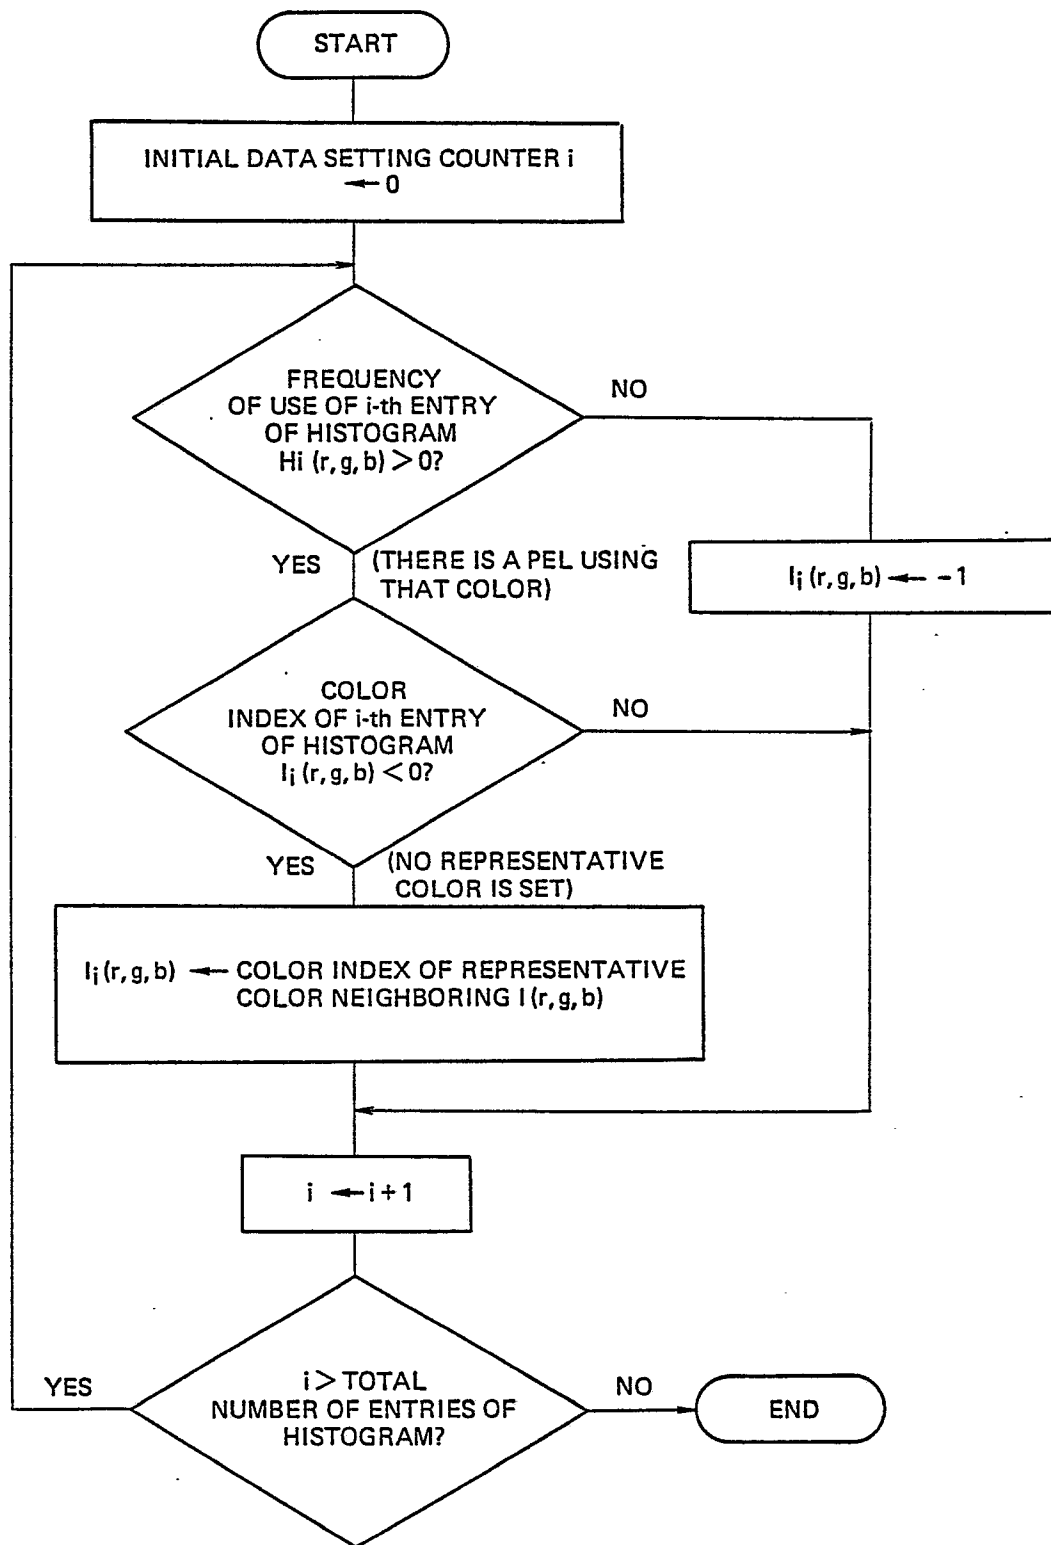 START
INITIAL DATA SETTING COUNTER i
← 0
FREQUENCY
OF USE OF i-th ENTRY
OF HISTOGRAM
Hi (r, g, b) > 0?
NO
YES
(THERE IS A PEL USING
THAT COLOR)
Ii (r, g, b) ← -1
COLOR
INDEX OF i-th ENTRY
OF HISTOGRAM
Ii (r, g, b) < 0?
NO
YES
(NO REPRESENTATIVE
COLOR IS SET)
Ii (r, g, b) ← COLOR INDEX OF REPRESENTATIVE
COLOR NEIGHBORING I (r, g, b)
i ← i + 1
i > TOTAL
NUMBER OF ENTRIES OF
HISTOGRAM?
YES
NO
END